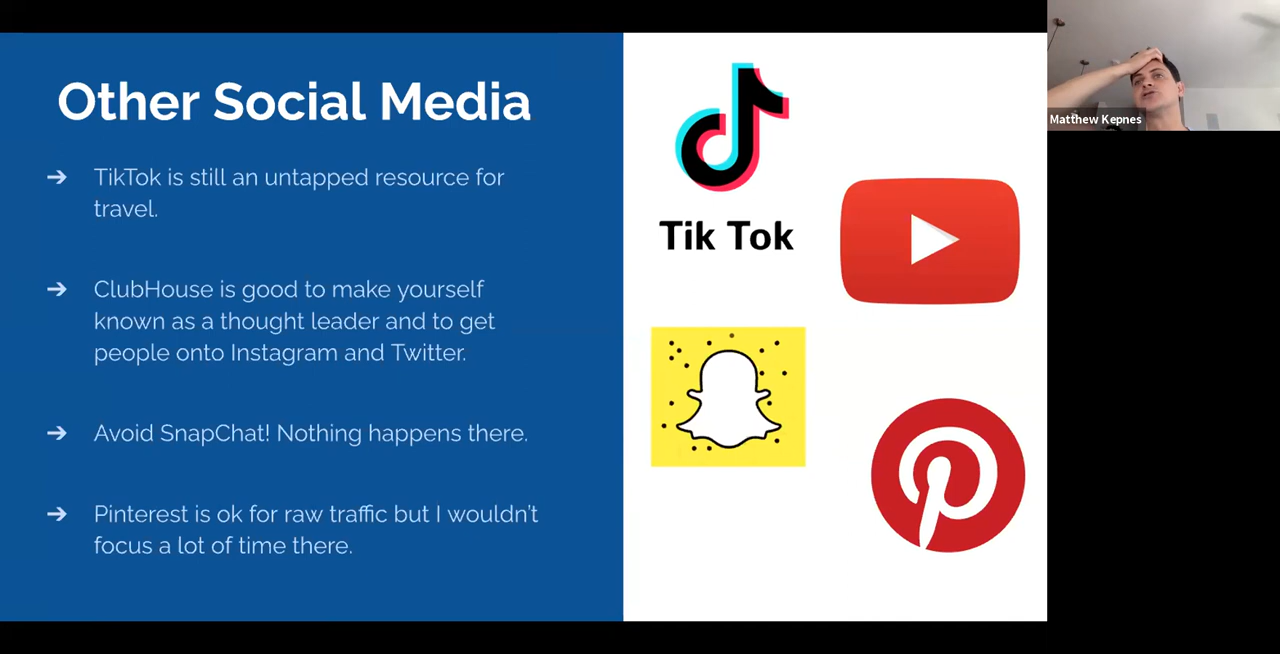 Other Social Media
➔ TikTok is still an untapped resource for
travel.
➔ ClubHouse is good to make yourself
known as a thought leader and to get
people onto Instagram and Twitter.
➔ Avoid SnapChat! Nothing happens there.
➔ Pinterest is ok for raw traffic but I wouldn't
focus a lot of time there.
Tik Tok
Matthew Kepnes